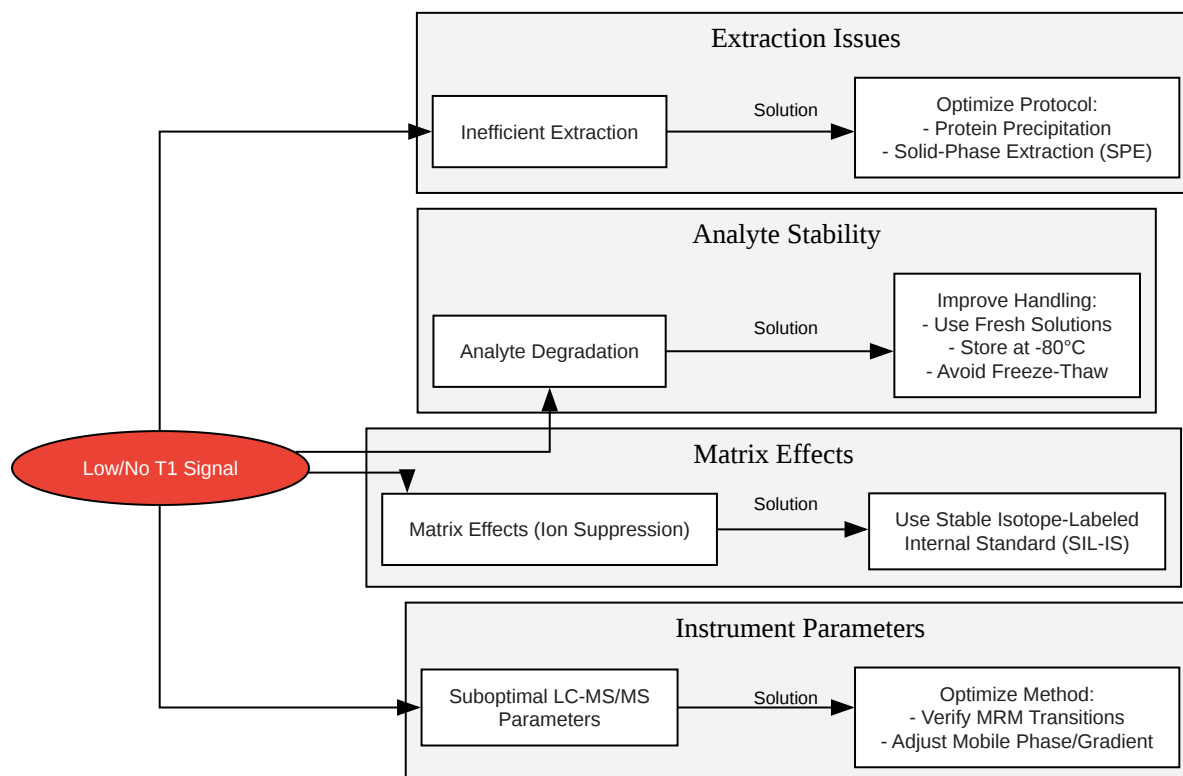 Extraction Issues
Inefficient Extraction
Solution
Optimize Protocol:
- Protein Precipitation
- Solid-Phase Extraction (SPE)
Analyte Stability
Analyte Degradation
Solution
Improve Handling:
- Use Fresh Solutions
- Store at -80°C
- Avoid Freeze-Thaw
Low/No T1 Signal
Matrix Effects
Matrix Effects (Ion Suppression)
Solution
Use Stable Isotope-Labeled
Internal Standard (SIL-IS)
Instrument Parameters
Suboptimal LC-MS/MS
Parameters
Solution
Optimize Method:
- Verify MRM Transitions
- Adjust Mobile Phase/Gradient